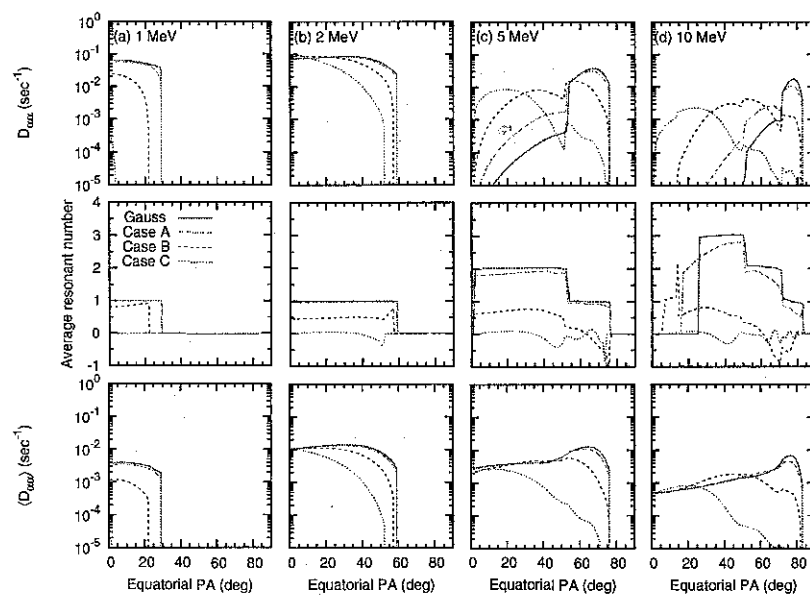 (a) 1 MeV
(b) 2 MeV
(c) 5 MeV
(d) 10 MeV
Dαα (sec⁻¹)
10⁰
10⁻¹
10⁻²
10⁻³
10⁻⁴
10⁻⁵
Average resonant number
4
3
2
1
0
-1
Gauss
Case A
Case B
Case C
⟨Dαα⟩ (sec⁻¹)
10⁰
10⁻¹
10⁻²
10⁻³
10⁻⁴
10⁻⁵
0 20 40 60 80 0 20 40 60 80 0 20 40 60 80 0 20 40 60 80
Equatorial PA (deg) Equatorial PA (deg) Equatorial PA (deg) Equatorial PA (deg)